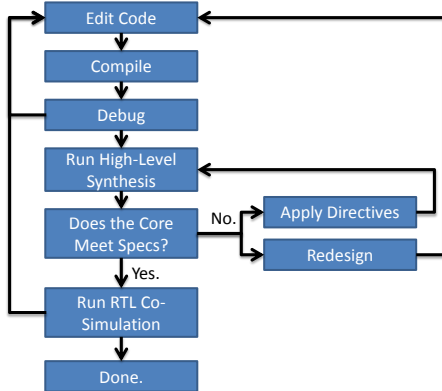 Edit Code
Compile
Debug
Run High-Level
Synthesis
Does the Core
Meet Specs?
No.
Apply Directives
Redesign
Yes.
Run RTL Co-
Simulation
Done.